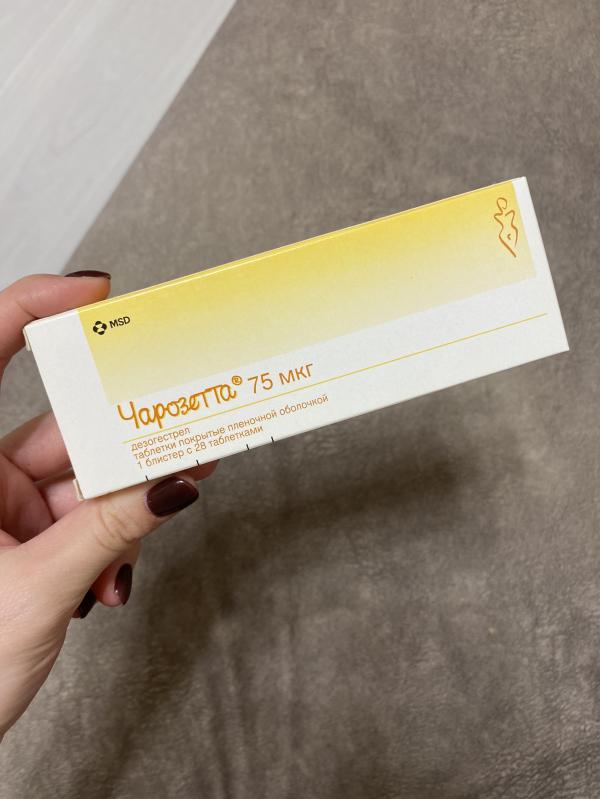 MSD
Чарозетта® 75 мкг
дезогестрел
таблетки покрытые пленочной оболочкой
1 блистер с 28 таблетками